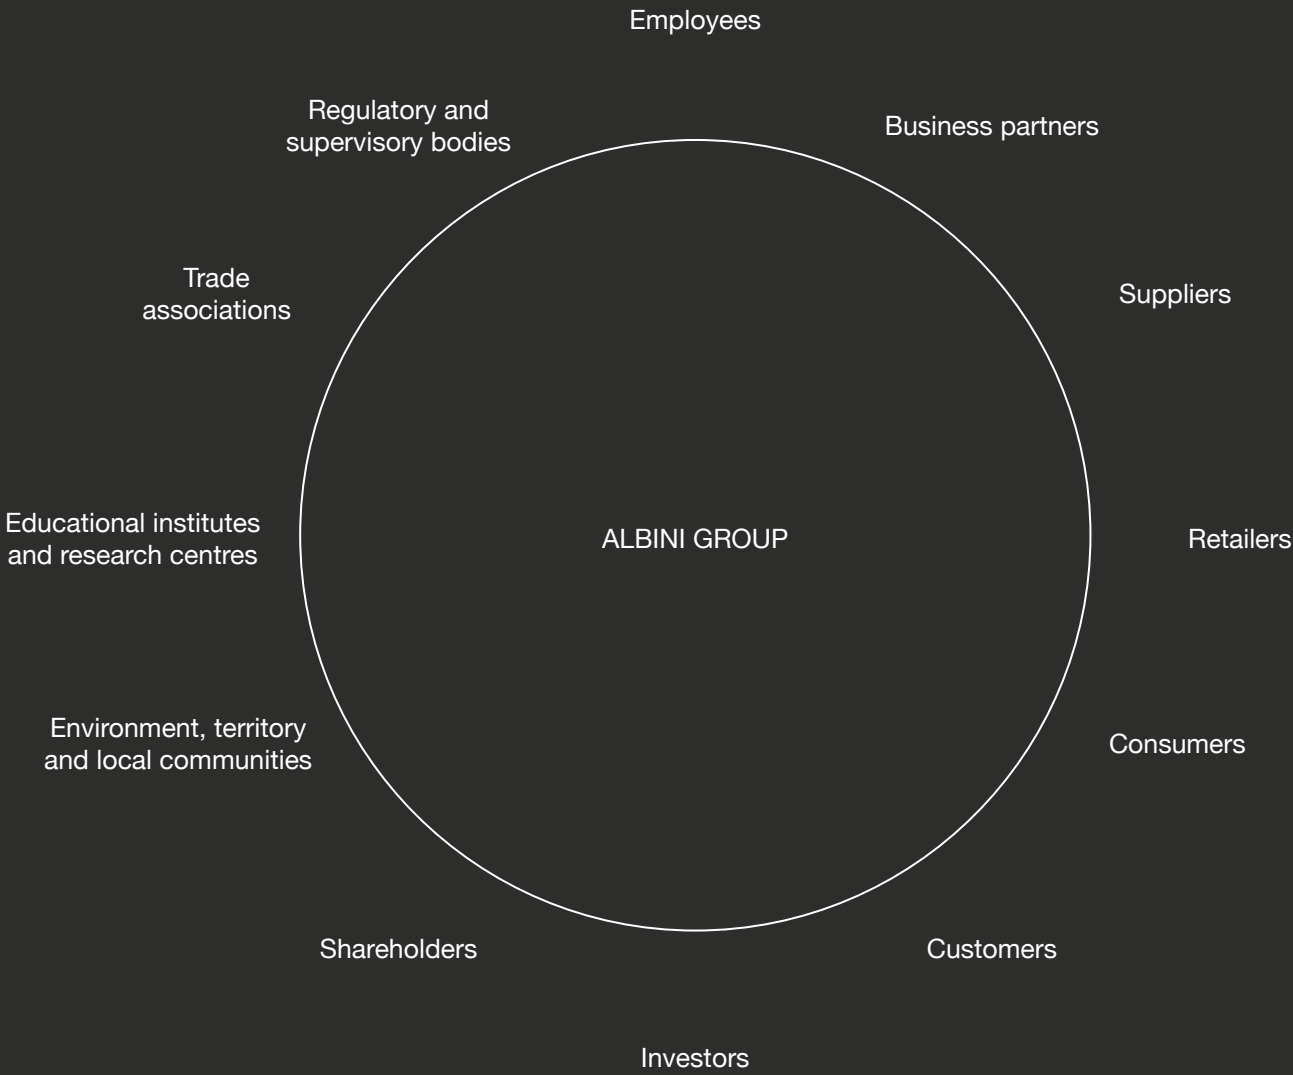 Employees
Regulatory and
supervisory bodies
Business partners
Trade
associations
Suppliers
Educational institutes
and research centres
ALBINI GROUP
Retailers
Environment, territory
and local communities
Consumers
Shareholders
Customers
Investors